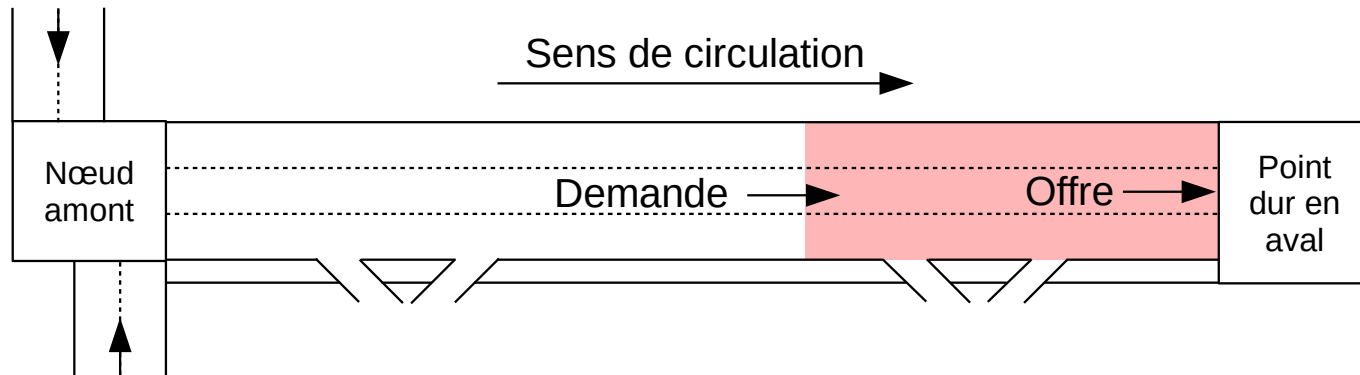 Sens de circulation
Nœud
amont
Demande
Offre
Point
dur en
aval